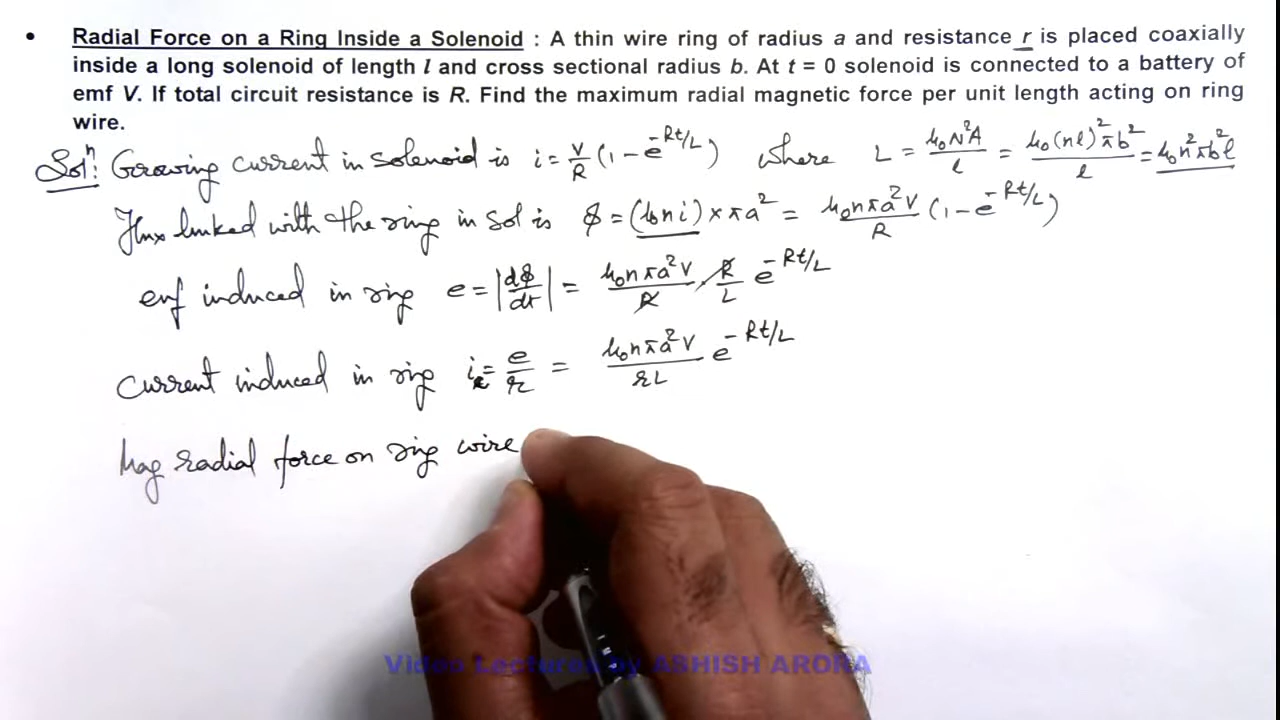 • Radial Force on a Ring Inside a Solenoid : A thin wire ring of radius a and resistance r is placed coaxially
inside a long solenoid of length l and cross sectional radius b. At t = 0 solenoid is connected to a battery of
emf V. If total circuit resistance is R. Find the maximum radial magnetic force per unit length acting on ring
wire.
Solⁿ: Growing current in solenoid is i = V/R (1 - e^{-Rt/L}) where L = μ₀N²A/l = μ₀(nl)²πb²/l = μ₀n²πb²l
Flux linked with the ring in sol is φ = (μ₀ni) × πa² = μ₀nπa²V/R (1 - e^{-Rt/L})
emf induced in ring e = |dφ/dt| = μ₀nπa²V/R · R/L e^{-Rt/L}
Current induced in ring i_r = e/r = μ₀nπa²V/rL e^{-Rt/L}
Mag radial force on ring wire
Video Lectures by ASHISH ARORA